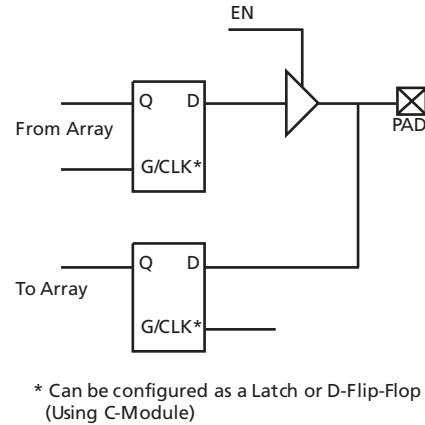 EN
Q D
PAD
From Array
G/CLK*
Q D
To Array
G/CLK*
* Can be configured as a Latch or D-Flip-Flop
(Using C-Module)